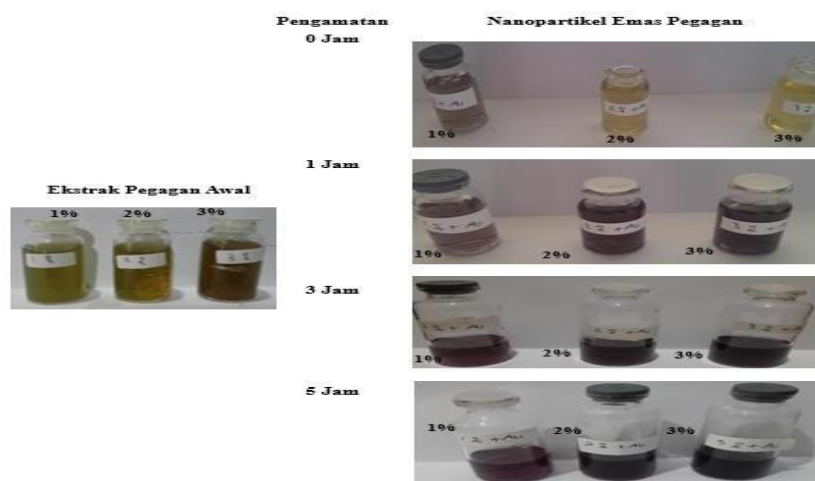 Pengamatan
Nanopartikel Emas Pegagan
0 Jam
1%
2%
3%
1 Jam
1%
2%
3%
Ekstrak Pegagan Awal
1%
2%
3%
3 Jam
1%
2%
3%
5 Jam
1%
2%
3%